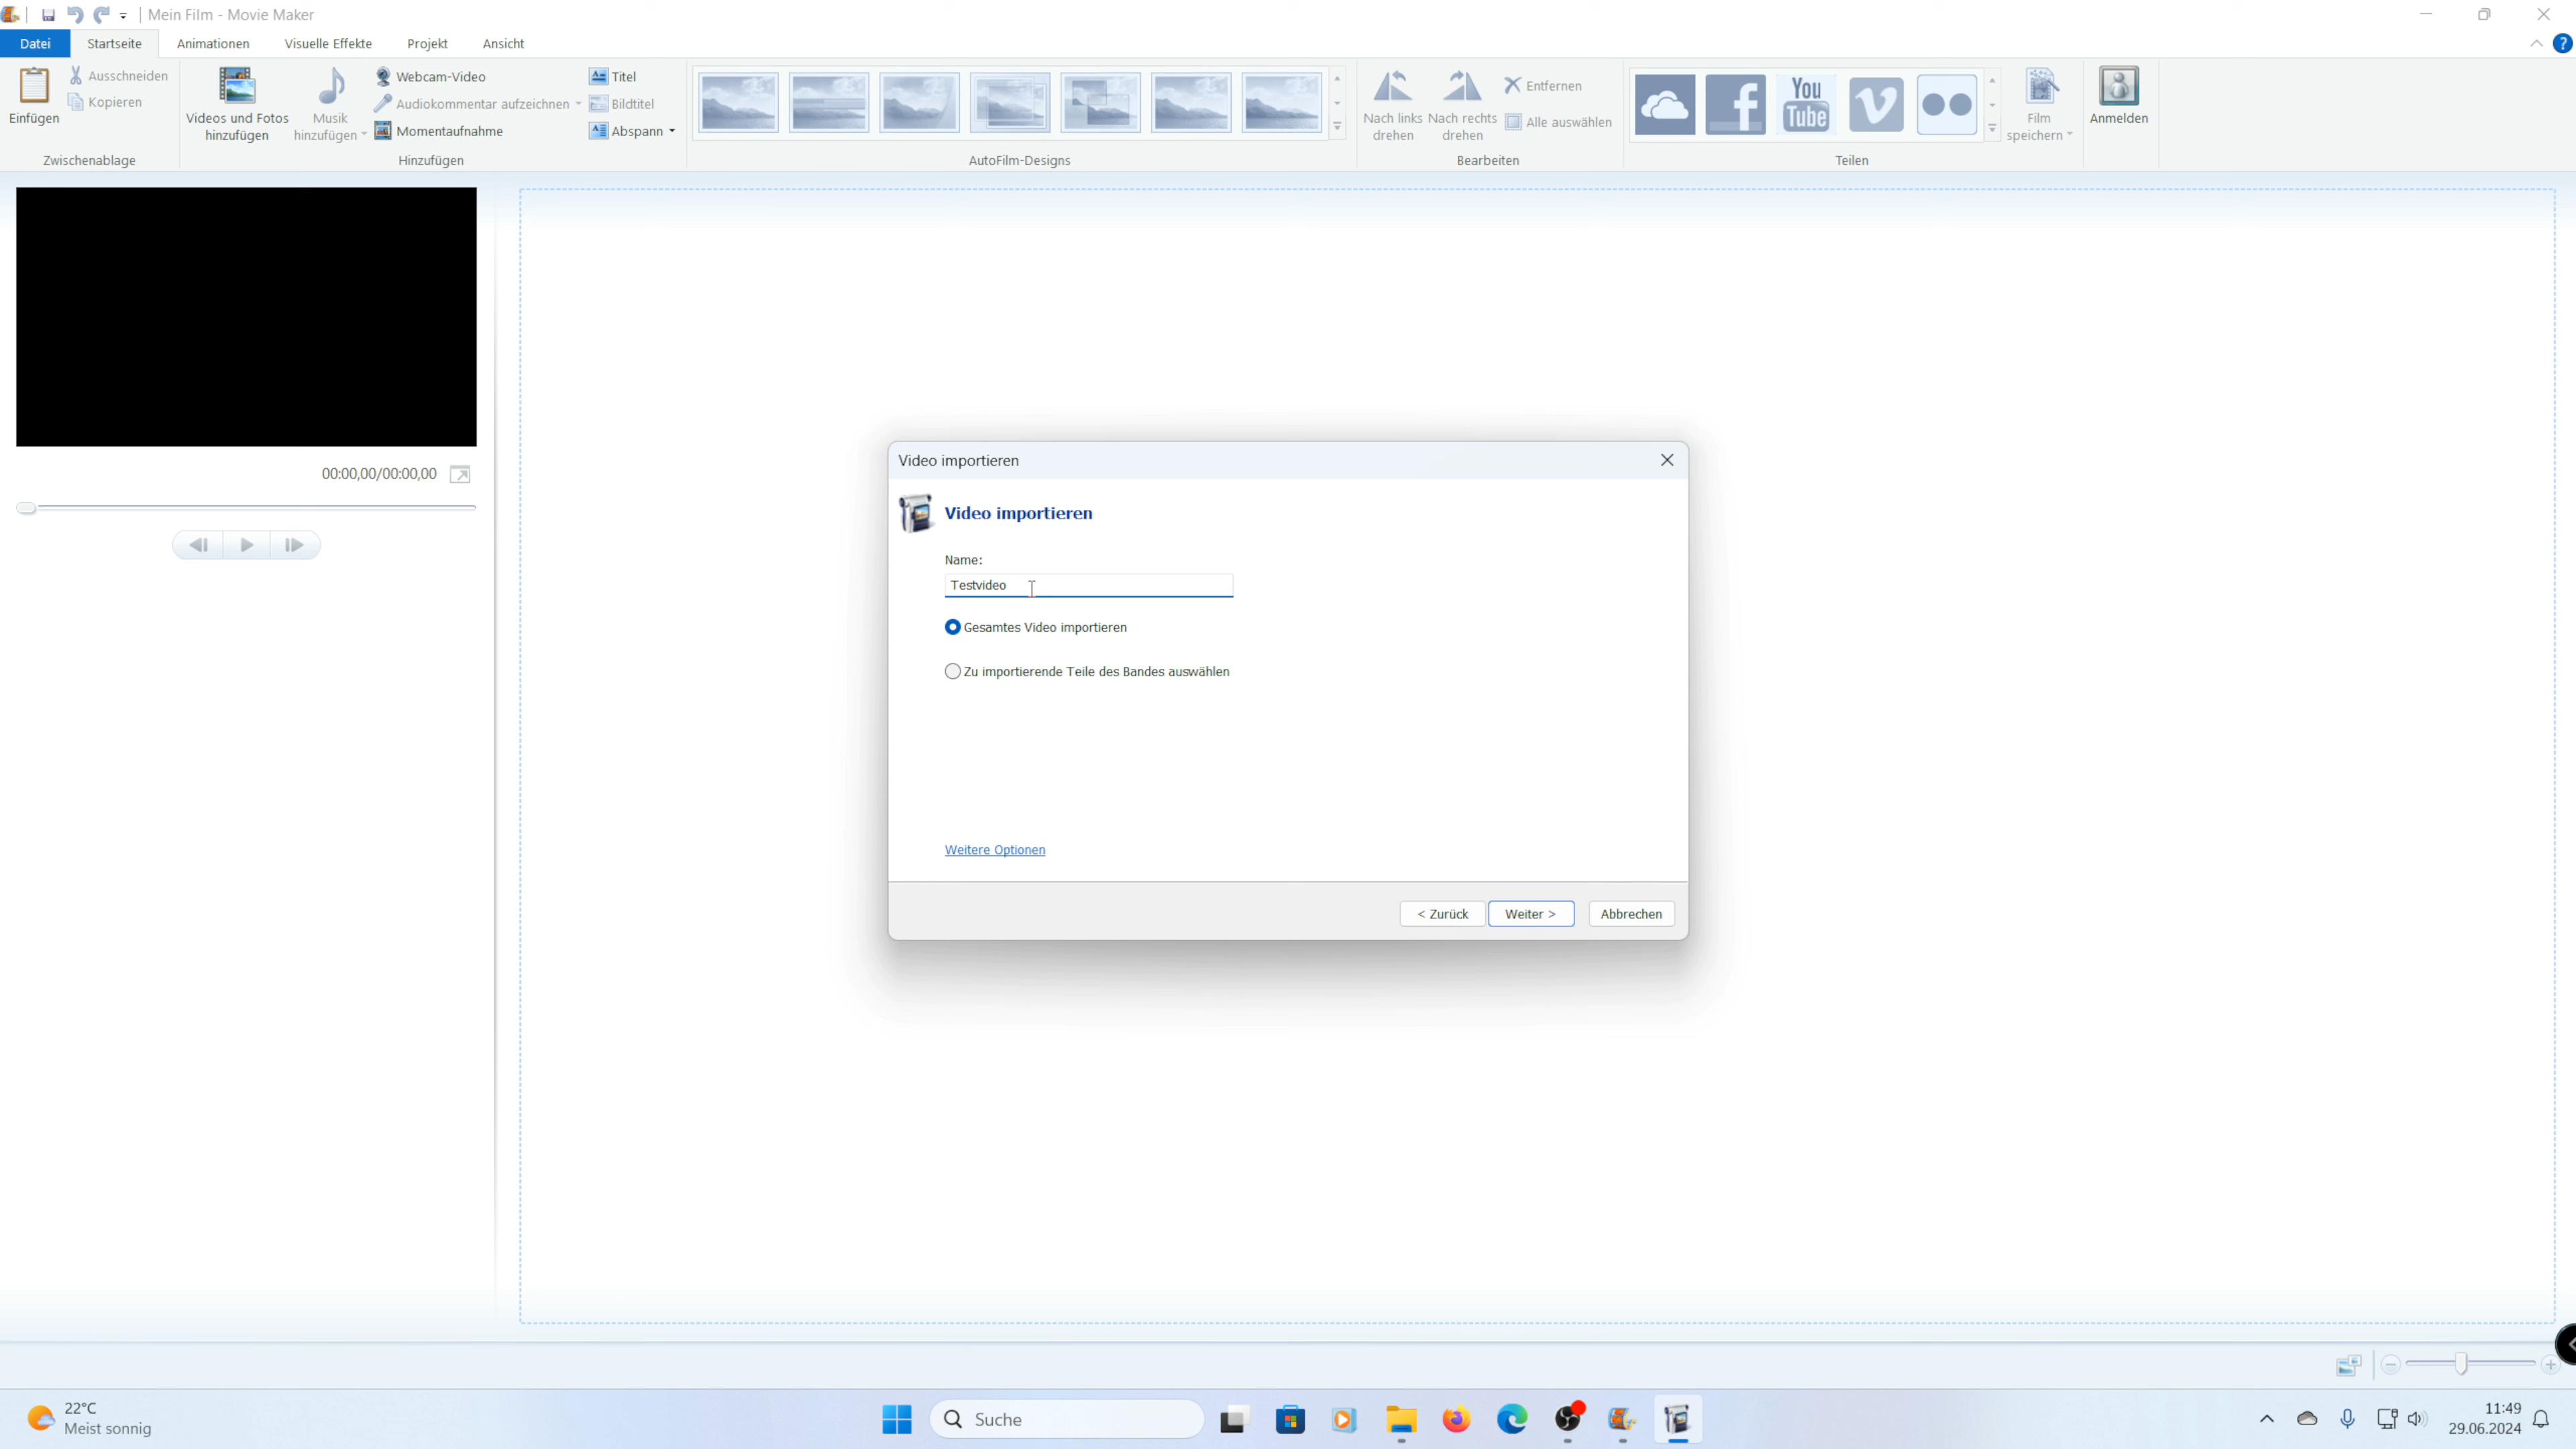 Mein Film - Movie Maker
Datei Startseite Animationen Visuelle Effekte Projekt Ansicht
Einfügen
Ausschneiden
Kopieren
Zwischenablage
Videos und Fotos
hinzufügen
Musik
hinzufügen
Webcam-Video
Audiokommentar aufzeichnen
Momentaufnahme
Titel
Bildtitel
Abspann
Hinzufügen
AutoFilm-Designs
Nach links
drehen
Nach rechts
drehen
Entfernen
Alle auswählen
Bearbeiten
You
Tube
Teilen
Film
speichern
Anmelden
00:00,00/00:00,00
Video importieren
Video importieren
Name:
Testvideo
Gesamtes Video importieren
Zu importierende Teile des Bandes auswählen
Weitere Optionen
< Zurück Weiter > Abbrechen
22°C
Meist sonnig
Suche
11:49
29.06.2024